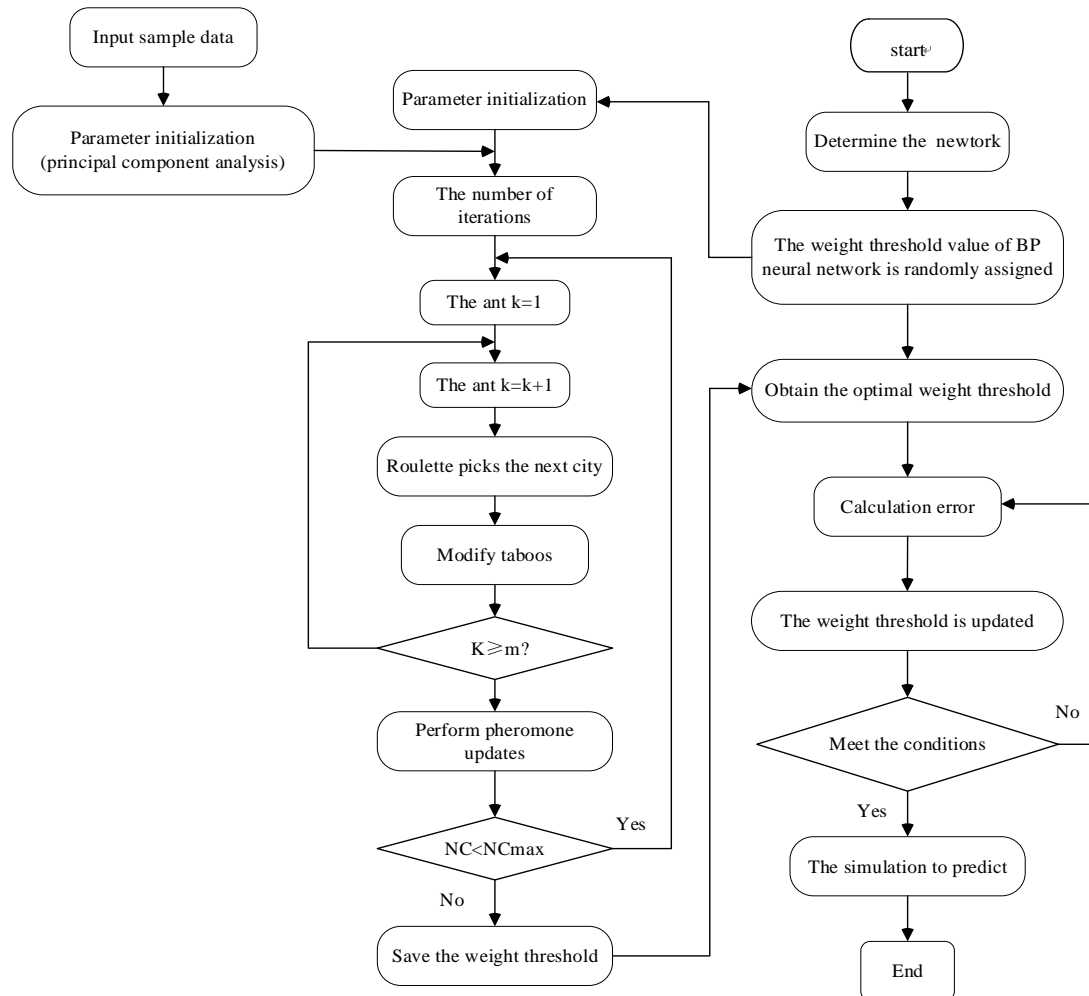 Input sample data
Parameter initialization
(principal component analysis)
Parameter initialization
The number of
iterations
The ant k=1
The ant k=k+1
Roulette picks the next city
Modify taboos
K≥m?
Perform pheromone
updates
NC<NCmax
Yes
No
Save the weight threshold
start↵
Determine the newtork
The weight threshold value of BP
neural network is randomly assigned
Obtain the optimal weight threshold
Calculation error
The weight threshold is updated
Meet the conditions
No
Yes
The simulation to predict
End